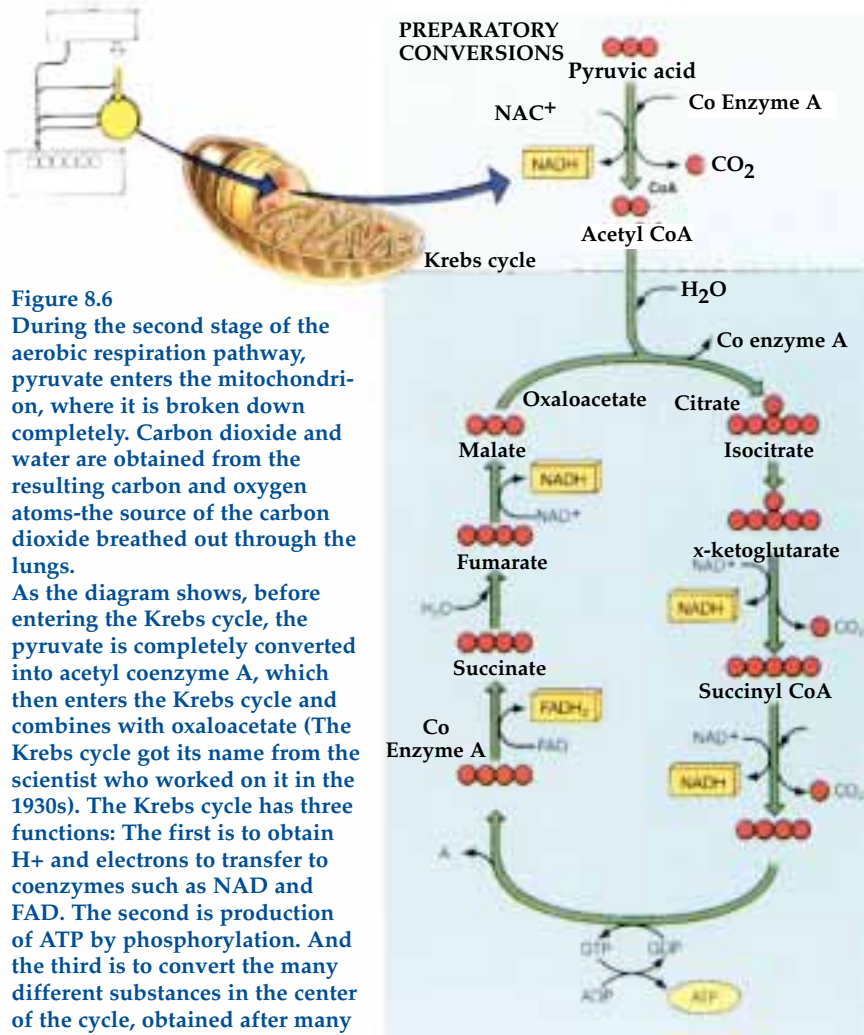 PREPARATORY
CONVERSIONS
Pyruvic acid
NAC+
Co Enzyme A
NADH
CO2
CoA
Acetyl CoA
Krebs cycle
H2O
Co enzyme A
Oxaloacetate
Citrate
Malate
Isocitrate
NADH
NAD+
Fumarate
x-ketoglutarate
NAD+
H2O
NADH
CO2
Succinate
Succinyl CoA
FADH2
Co
Enzyme A
FAD
NAD+
NADH
CO2
A
GTP
GDP
ADP
ATP
Figure 8.6
During the second stage of the
aerobic respiration pathway,
pyruvate enters the mitochondri-
on, where it is broken down
completely. Carbon dioxide and
water are obtained from the
resulting carbon and oxygen
atoms-the source of the carbon
dioxide breathed out through the
lungs.
As the diagram shows, before
entering the Krebs cycle, the
pyruvate is completely converted
into acetyl coenzyme A, which
then enters the Krebs cycle and
combines with oxaloacetate (The
Krebs cycle got its name from the
scientist who worked on it in the
1930s). The Krebs cycle has three
functions: The first is to obtain
H+ and electrons to transfer to
coenzymes such as NAD and
FAD. The second is production
of ATP by phosphorylation. And
the third is to convert the many
different substances in the center
of the cycle, obtained after many